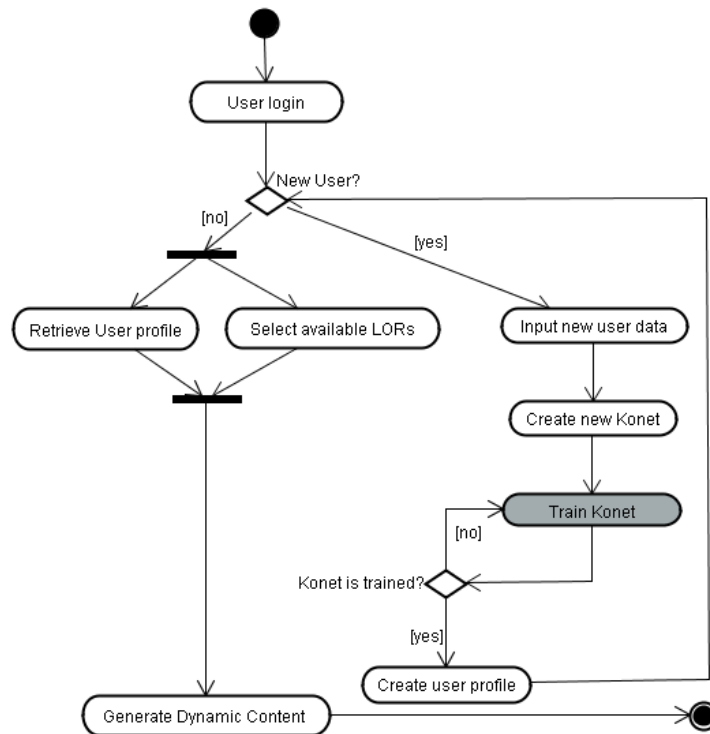 User login
New User?
[no]
[yes]
Retrieve User profile
Select available LORs
Input new user data
Create new Konet
Train Konet
[no]
Konet is trained?
[yes]
Create user profile
Generate Dynamic Content